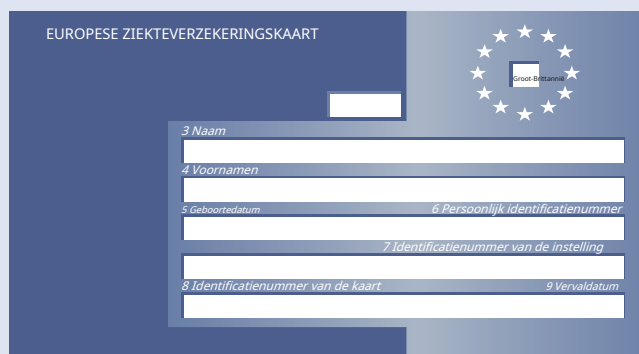 EUROPESE ZIEKTEVERZEKERINGSKAART
Groot-Brittannië
3 Naam
4 Voornamen
5 Geboortedatum 6 Persoonlijk identificatienummer
7 Identificatienummer van de instelling
8 Identificatienummer van de kaart 9 Vervaldatum